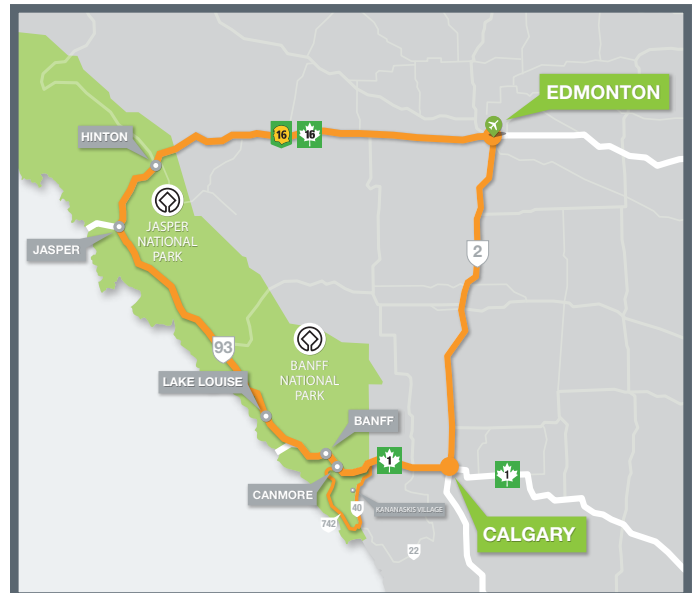 EDMONTON
16
16
HINTON
JASPER
NATIONAL
PARK
JASPER
2
93
BANFF
NATIONAL
PARK
LAKE LOUISE
BANFF
1
1
CANMORE
40
KANANASKIS VILLAGE
742
CALGARY
22